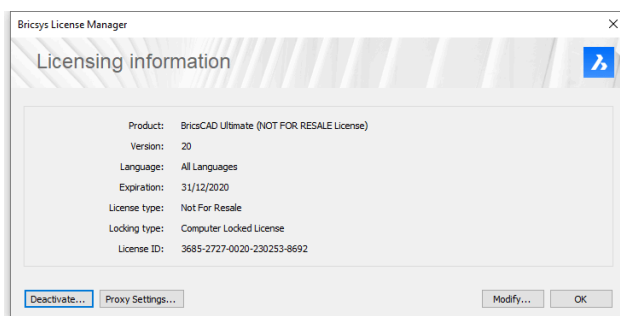 Bricsys License Manager
Licensing information
Product: BricsCAD Ultimate (NOT FOR RESALE License)
Version: 20
Language: All Languages
Expiration: 31/12/2020
License type: Not For Resale
Locking type: Computer Locked License
License ID: 3685-2727-0020-230253-8692
Deactivate... Proxy Settings... Modify... OK